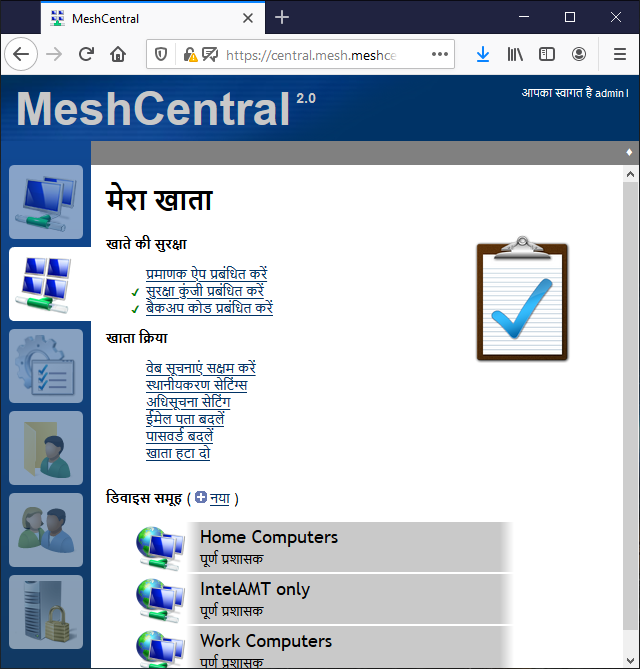 MeshCentral
https://central.mesh.meshce
MeshCentral 2.0
आपका स्वागत है admin।
मेरा खाता
खाते की सुरक्षा
प्रमाणक ऐप प्रबंधित करें
सुरक्षा कुंजी प्रबंधित करें
बैकअप कोड प्रबंधित करें
खाता क्रिया
वेब सूचनाएं सक्षम करें
स्थानीयकरण सेटिंग्स
अधिसूचना सेटिंग
ईमेल पता बदलें
पासवर्ड बदलें
खाता हटा दो
डिवाइस समूह ( नया )
Home Computers
पूर्ण प्रशासक
IntelAMT only
पूर्ण प्रशासक
Work Computers
पूर्ण प्रशासक